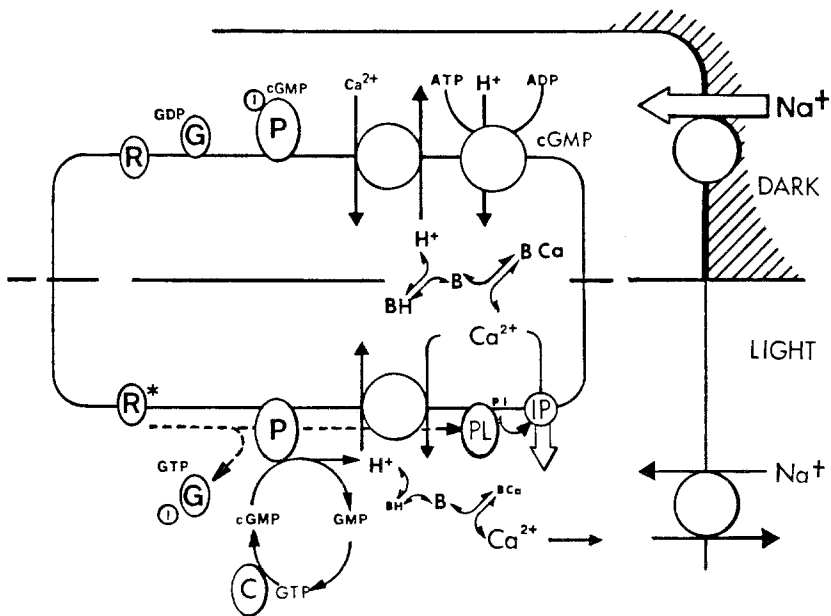 cGMP
I
Ca2+
ATP
H+
ADP
Na+
GDP
G
P
R
cGMP
DARK
H+
B Ca
B
BH
Ca2+
LIGHT
R*
P
PI
PL
IP
GTP
H+
Na+
I
G
BH
B
BCa
cGMP
GMP
Ca2+
C
GTP